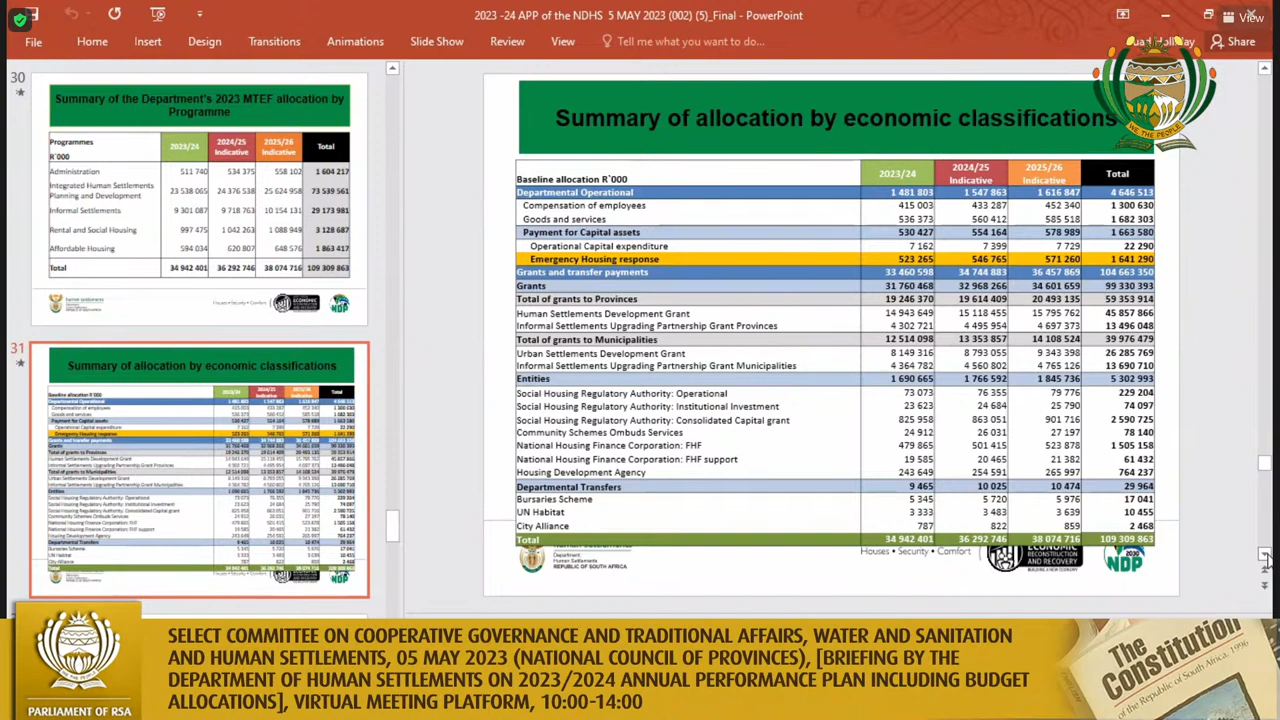 2023 -24 APP of the NDHS 5 MAY 2023 (002) (5)_Final - PowerPoint
View
File Home Insert Design Transitions Animations Slide Show Review View Tell me what you want to do... Share
30
Summary of the Department's 2023 MTEF allocation by
Programme
Programmes R`000 2023/24 2024/25 Indicative 2025/26 Indicative Total
Administration 511 740 534 375 558 102 1 604 217
Integrated Human Settlements Planning and Development 23 538 065 24 376 538 25 624 958 73 539 561
Informal Settlements 9 301 087 9 718 763 10 154 131 29 173 981
Rental and Social Housing 997 475 1 042 263 1 088 949 3 128 687
Affordable Housing 594 034 620 807 648 576 1 863 417
Total 34 942 401 36 292 746 38 074 716 109 309 863
human settlements
Houses • Security • Comfort
NDP
31
Summary of allocation by economic classifications
Summary of allocation by economic classifications
WE, THE PEOPLE
Baseline allocation R`000 2023/24 2024/25 Indicative 2025/26 Indicative Total
Departmental Operational 1 481 803 1 547 863 1 616 847 4 646 513
Compensation of employees 415 003 433 287 452 340 1 300 630
Goods and services 536 373 560 412 585 518 1 682 303
Payment for Capital assets 530 427 554 164 578 989 1 663 580
Operational Capital expenditure 7 162 7 399 7 729 22 290
Emergency Housing response 523 265 546 765 571 260 1 641 290
Grants and transfer payments 33 460 598 34 744 883 36 457 869 104 663 350
Grants 31 760 468 32 968 266 34 601 659 99 330 393
Total of grants to Provinces 19 246 370 19 614 409 20 493 135 59 353 914
Human Settlements Development Grant 14 943 649 15 118 455 15 795 762 45 857 866
Informal Settlements Upgrading Partnership Grant Provinces 4 302 721 4 495 954 4 697 373 13 496 048
Total of grants to Municipalities 12 514 098 13 353 857 14 108 524 39 976 479
Urban Settlements Development Grant 8 149 316 8 793 055 9 343 398 26 285 769
Informal Settlements Upgrading Partnership Grant Municipalities 4 364 782 4 560 802 4 765 126 13 690 710
Entities 1 690 665 1 766 592 1 845 736 5 302 993
Social Housing Regulatory Authority: Operational 73 073 76 355 79 776 229 204
Social Housing Regulatory Authority: Institutional Investment 23 623 24 684 25 790 74 097
Social Housing Regulatory Authority: Consolidated Capital grant 825 958 863 051 901 716 2 590 725
Community Schemes Ombuds Services 24 912 26 031 27 197 78 140
National Housing Finance Corporation: FHF 479 865 501 415 523 878 1 505 158
National Housing Finance Corporation: FHF support 19 585 20 465 21 382 61 432
Housing Development Agency 243 649 254 591 265 997 764 237
Departmental Transfers 9 465 10 025 10 474 29 964
Bursaries Scheme 5 345 5 720 5 976 17 041
UN Habitat 3 333 3 483 3 639 10 455
City Alliance 787 822 859 2 468
Total 34 942 401 36 292 746 38 074 716 109 309 863
Department:
Human Settlements
REPUBLIC OF SOUTH AFRICA
Houses • Security • Comfort
ECONOMIC
RECONSTRUCTION
AND RECOVERY
NDP
PARLIAMENT OF RSA
SELECT COMMITTEE ON COOPERATIVE GOVERNANCE AND TRADITIONAL AFFAIRS, WATER AND SANITATION
AND HUMAN SETTLEMENTS, 05 MAY 2023 (NATIONAL COUNCIL OF PROVINCES), [BRIEFING BY THE
DEPARTMENT OF HUMAN SETTLEMENTS ON 2023/2024 ANNUAL PERFORMANCE PLAN INCLUDING BUDGET
ALLOCATIONS], VIRTUAL MEETING PLATFORM, 10:00-14:00
The
Constitution
of the Republic of South Africa, 1996